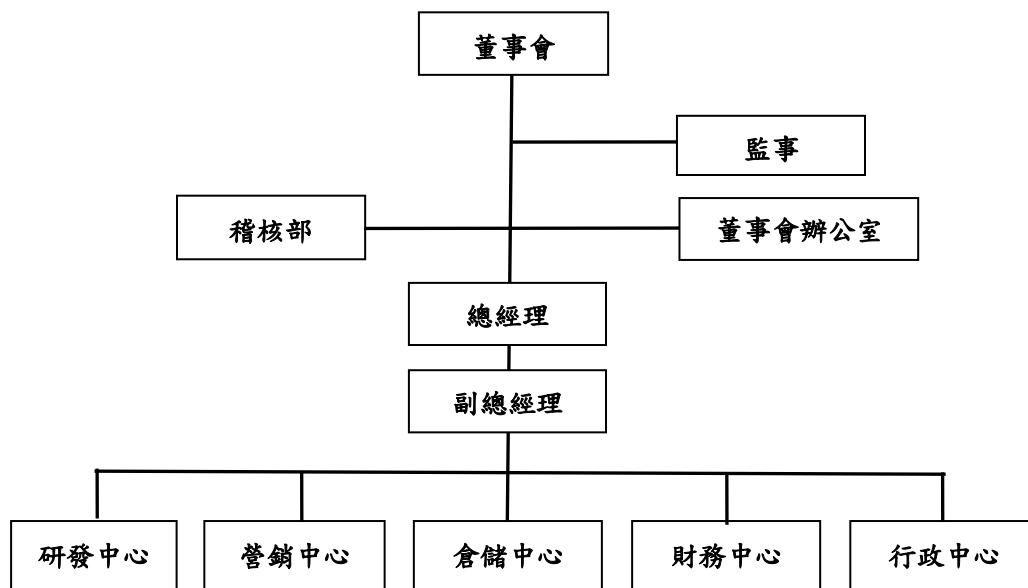 董事會
監事
稽核部
董事會辦公室
總經理
副總經理
研發中心
營銷中心
倉儲中心
財務中心
行政中心